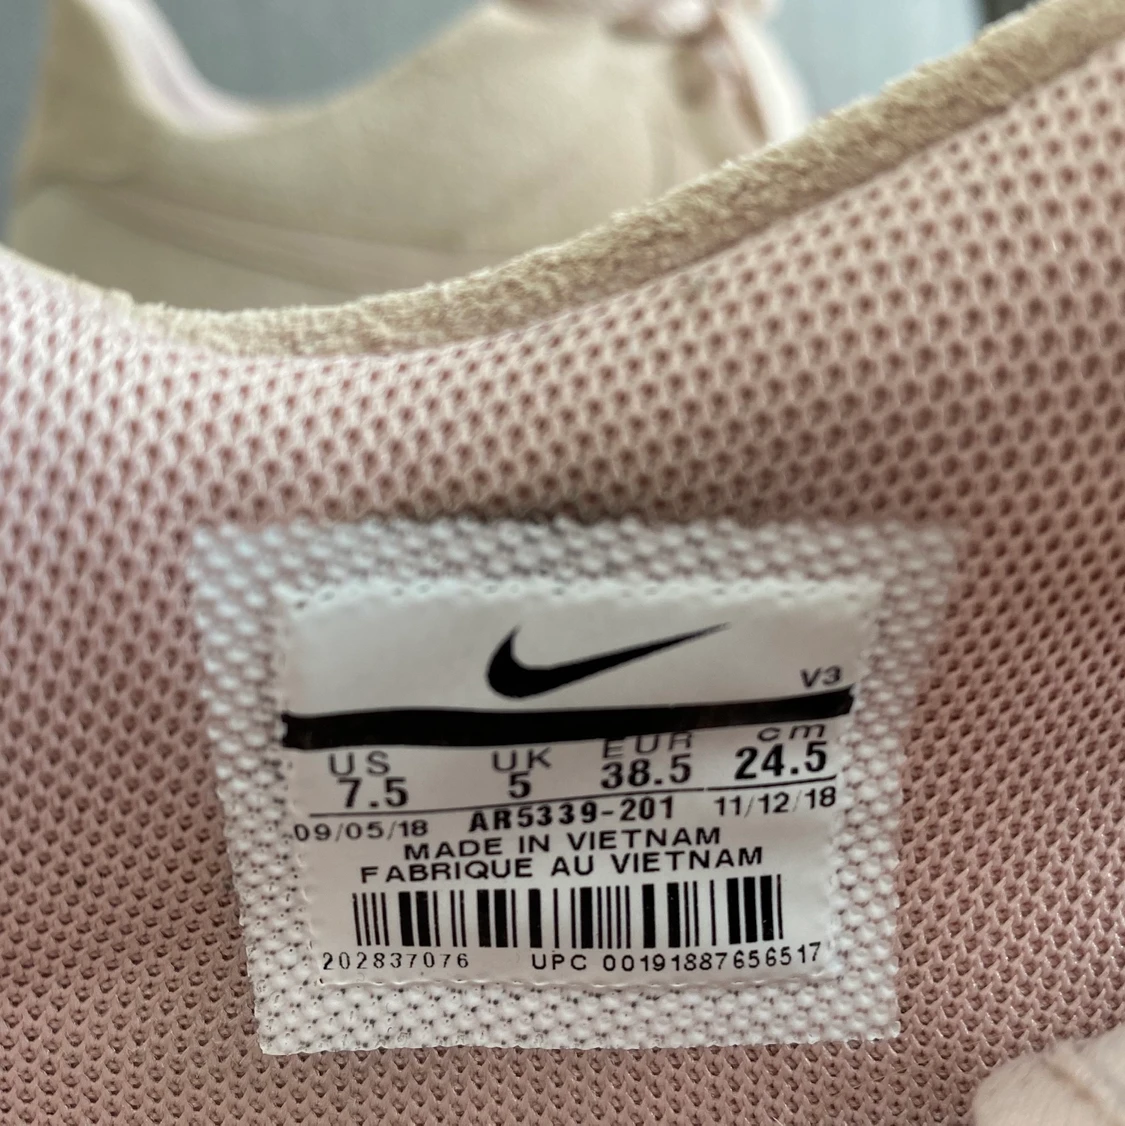 V3
US UK EUR cm
7.5 5 38.5 24.5
09/05/18 AR5339-201 11/12/18
MADE IN VIETNAM
FABRIQUE AU VIETNAM
202837076 UPC 00191887656517